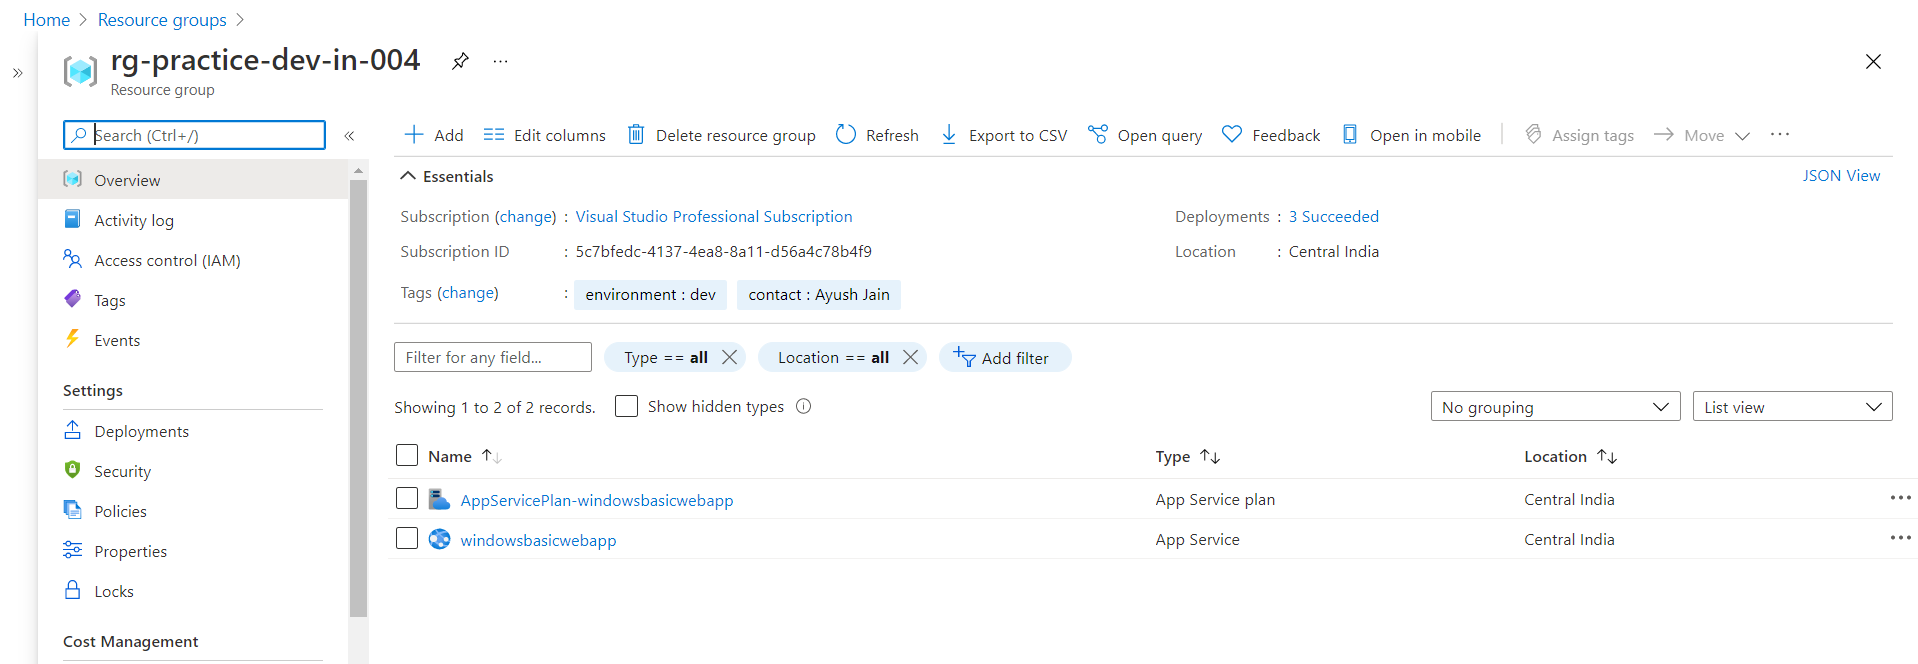 Home > Resource groups >
»
rg-practice-dev-in-004 ...
Resource group
Search (Ctrl+/) «
Add Edit columns Delete resource group Refresh Export to CSV Open query Feedback Open in mobile Assign tags Move ...
Overview
Activity log
Access control (IAM)
Tags
Events
Settings
Deployments
Security
Policies
Properties
Locks
Cost Management
Essentials JSON View
Subscription (change) : Visual Studio Professional Subscription Deployments : 3 Succeeded
Subscription ID : 5c7bfedc-4137-4ea8-8a11-d56a4c78b4f9 Location : Central India
Tags (change) : environment : dev contact : Ayush Jain
Filter for any field... Type == all Location == all Add filter
Showing 1 to 2 of 2 records. Show hidden types No grouping List view
Name Type Location
AppServicePlan-windowsbasicwebapp App Service plan Central India ...
windowsbasicwebapp App Service Central India ...